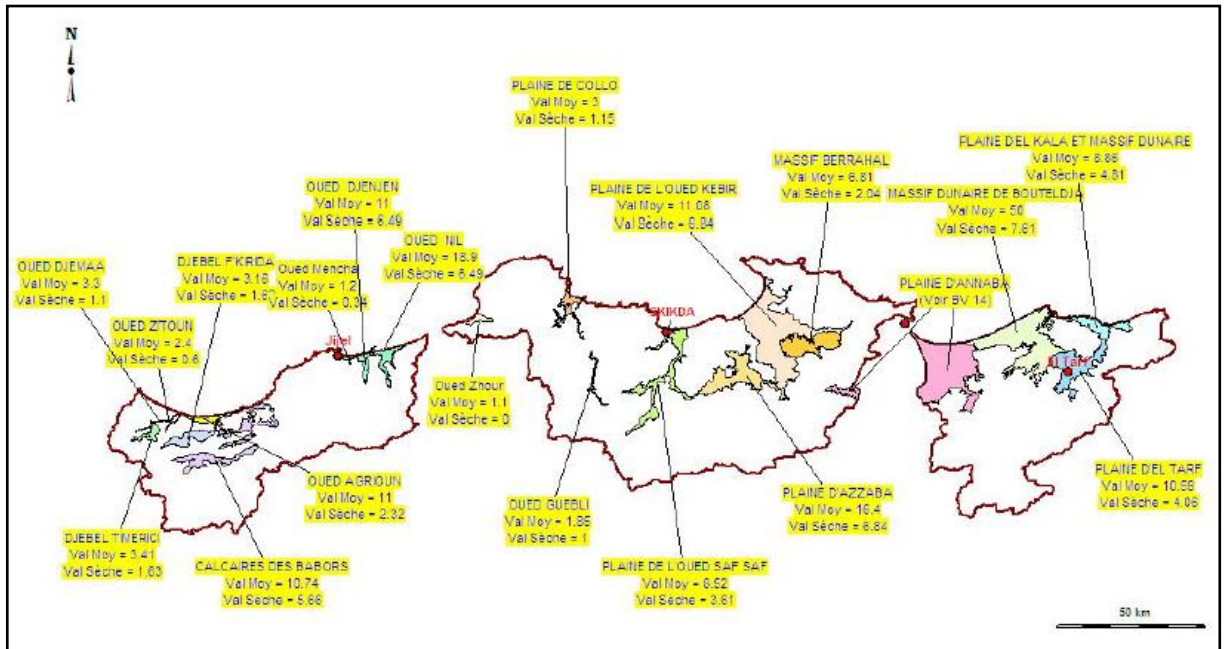 N
PLAINE DE COLLO
Val Moy = 3
Val Sèche = 1.15
PLAINE D'EL KALA ET MASSIF DUNAIRE
Val Moy = 8.86
Val Sèche = 4.81
MASSIF BERRAHAL
Val Moy = 6.81
Val Sèche = 2.04
PLAINE DE L'OUED KEBIR
Val Moy = 11.08
Val Sèche = 6.84
MASSIF DUNAIRE DE BOUTELDJA
Val Moy = 50
Val Sèche = 7.81
OUED DJENJEN
Val Moy = 11
Val Sèche = 6.49
OUED NIL
Val Moy = 18.9
Val Sèche = 6.49
OUED DJEMAA
Val Moy = 3.3
Val Sèche = 1.1
DJEBEL F'KRIDA
Val Moy = 3.16
Val Sèche =
Oued Mencha
Val Moy = 1.2
Val Sèche = 0.34
OUED ZITOUN
Val Moy = 2.4
Val Sèche = 0.6
PLAINE D'ANNABA
(Voir BV 14)
SKIKDA
Jijel
El Tarf
Oued Zhour
Val Moy = 1.1
Val Sèche = 0
OUED AGRIOUN
Val Moy = 11
Val Sèche = 2.32
OUED GUEBLI
Val Moy = 1.86
Val Sèche = 1
PLAINE D'AZZABA
Val Moy = 16.4
Val Sèche = 6.84
PLAINE D'EL TARF
Val Moy = 10.58
Val Sèche = 4.06
DJEBEL TIMERICI
Val Moy = 3.41
Val Sèche = 1.63
CALCAIRES DES BABORS
Val Moy = 10.74
Val Sèche = 5.66
PLAINE DE L'OUED SAF SAF
Val Moy = 8.52
Val Sèche = 3.61
50 km